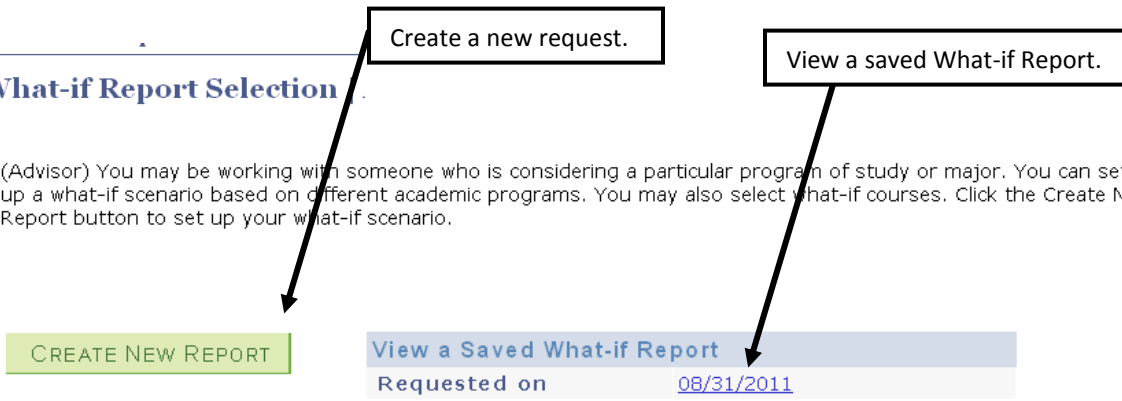 Create a new request.
View a saved What-if Report.
What-if Report Selection |
(Advisor) You may be working with someone who is considering a particular program of study or major. You can set
up a what-if scenario based on different academic programs. You may also select what-if courses. Click the Create
Report button to set up your what-if scenario.
CREATE NEW REPORT
View a Saved What-if Report
Requested on 08/31/2011